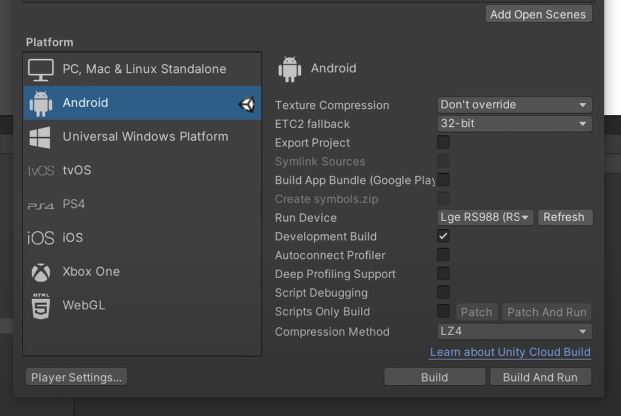 Add Open Scenes
Platform
PC, Mac & Linux Standalone
Android
Universal Windows Platform
tvOS tvOS
PS4 PS4
iOS iOS
Xbox One
HTML 5 WebGL
Android
Texture Compression Don't override
ETC2 fallback 32-bit
Export Project
Symlink Sources
Build App Bundle (Google Play
Create symbols.zip
Run Device Lge RS988 (RS Refresh
Development Build
Autoconnect Profiler
Deep Profiling Support
Script Debugging
Scripts Only Build Patch Patch And Run
Compression Method LZ4
Learn about Unity Cloud Build
Player Settings... Build Build And Run